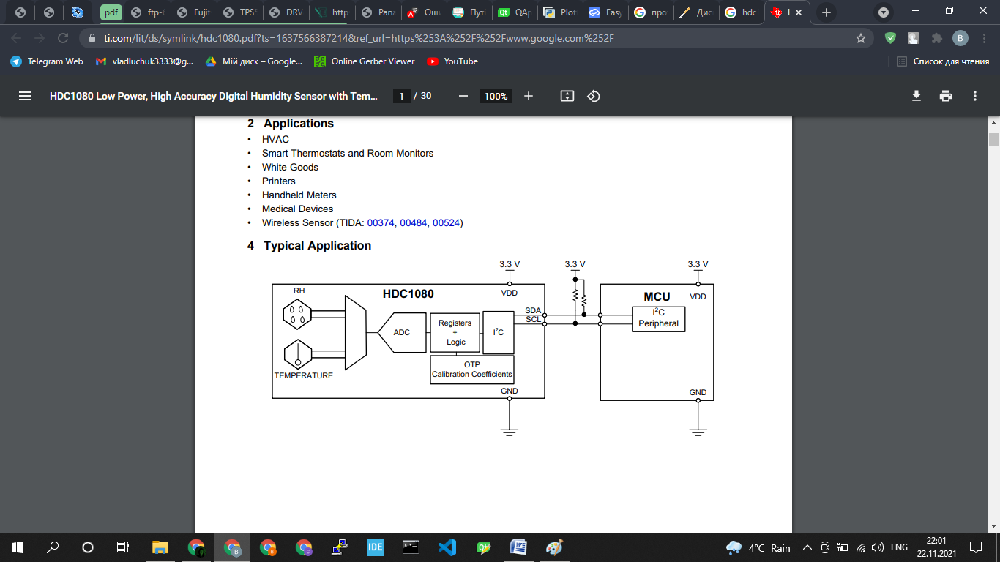 pdf
ftp-
Fujit
TPS
DRV
http
Pana
Оши
Пут
Qt
QAp
Plot
Easy
про
Дис
hdc
ti.com/lit/ds/symlink/hdc1080.pdf?ts=1637566387214&ref_url=https%253A%252F%252Fwww.google.com%252F
B
Telegram Web
vladluchuk3333@g...
Мій диск – Google...
Online Gerber Viewer
YouTube
Список для чтения
HDC1080 Low Power, High Accuracy Digital Humidity Sensor with Tem...
1 / 30
100%
2 Applications
• HVAC
• Smart Thermostats and Room Monitors
• White Goods
• Printers
• Handheld Meters
• Medical Devices
• Wireless Sensor (TIDA: 00374, 00484, 00524)
4 Typical Application
3.3 V
3.3 V
3.3 V
RH
HDC1080
VDD
MCU
VDD
SDA
SCL
ADC
Registers
+
Logic
I²C
I²C
Peripheral
TEMPERATURE
OTP
Calibration Coefficients
GND
GND
IDE
4°C Rain
ENG
22:01
22.11.2021